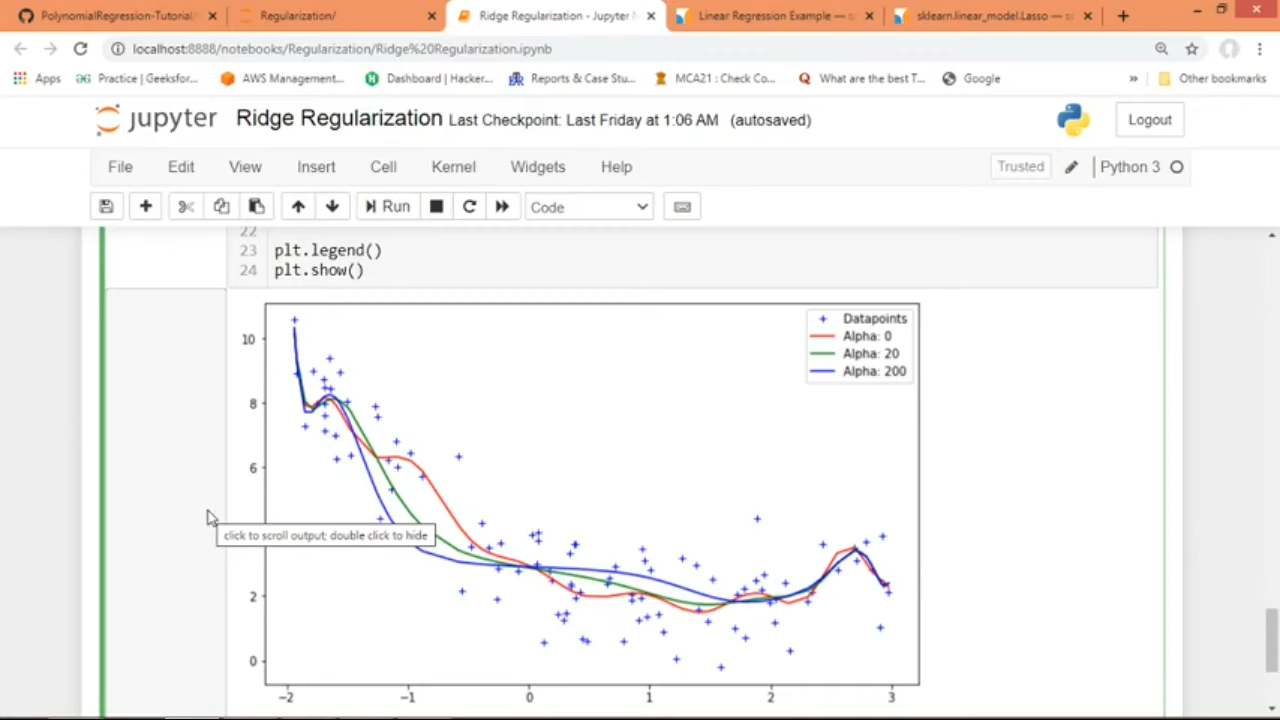 PolynomialRegression-Tutorial/
Regularization/
Ridge Regularization - Jupyter N
Linear Regression Example — s
sklearn.linear_model.Lasso — sc
localhost:8888/notebooks/Regularization/Ridge%20Regularization.ipynb
Apps
Practice | Geeksfor...
AWS Management...
Dashboard | Hacker...
Reports & Case Stu...
MCA21 : Check Co...
What are the best T...
Google
»
Other bookmarks
jupyter
Ridge Regularization Last Checkpoint: Last Friday at 1:06 AM (autosaved)
Logout
File Edit View Insert Cell Kernel Widgets Help
Trusted
Python 3
Run
Code
22
23 plt.legend()
24 plt.show()
Datapoints
Alpha: 0
Alpha: 20
Alpha: 200
10
8
6
click to scroll output; double click to hide
2
0
−2 −1 0 1 2 3